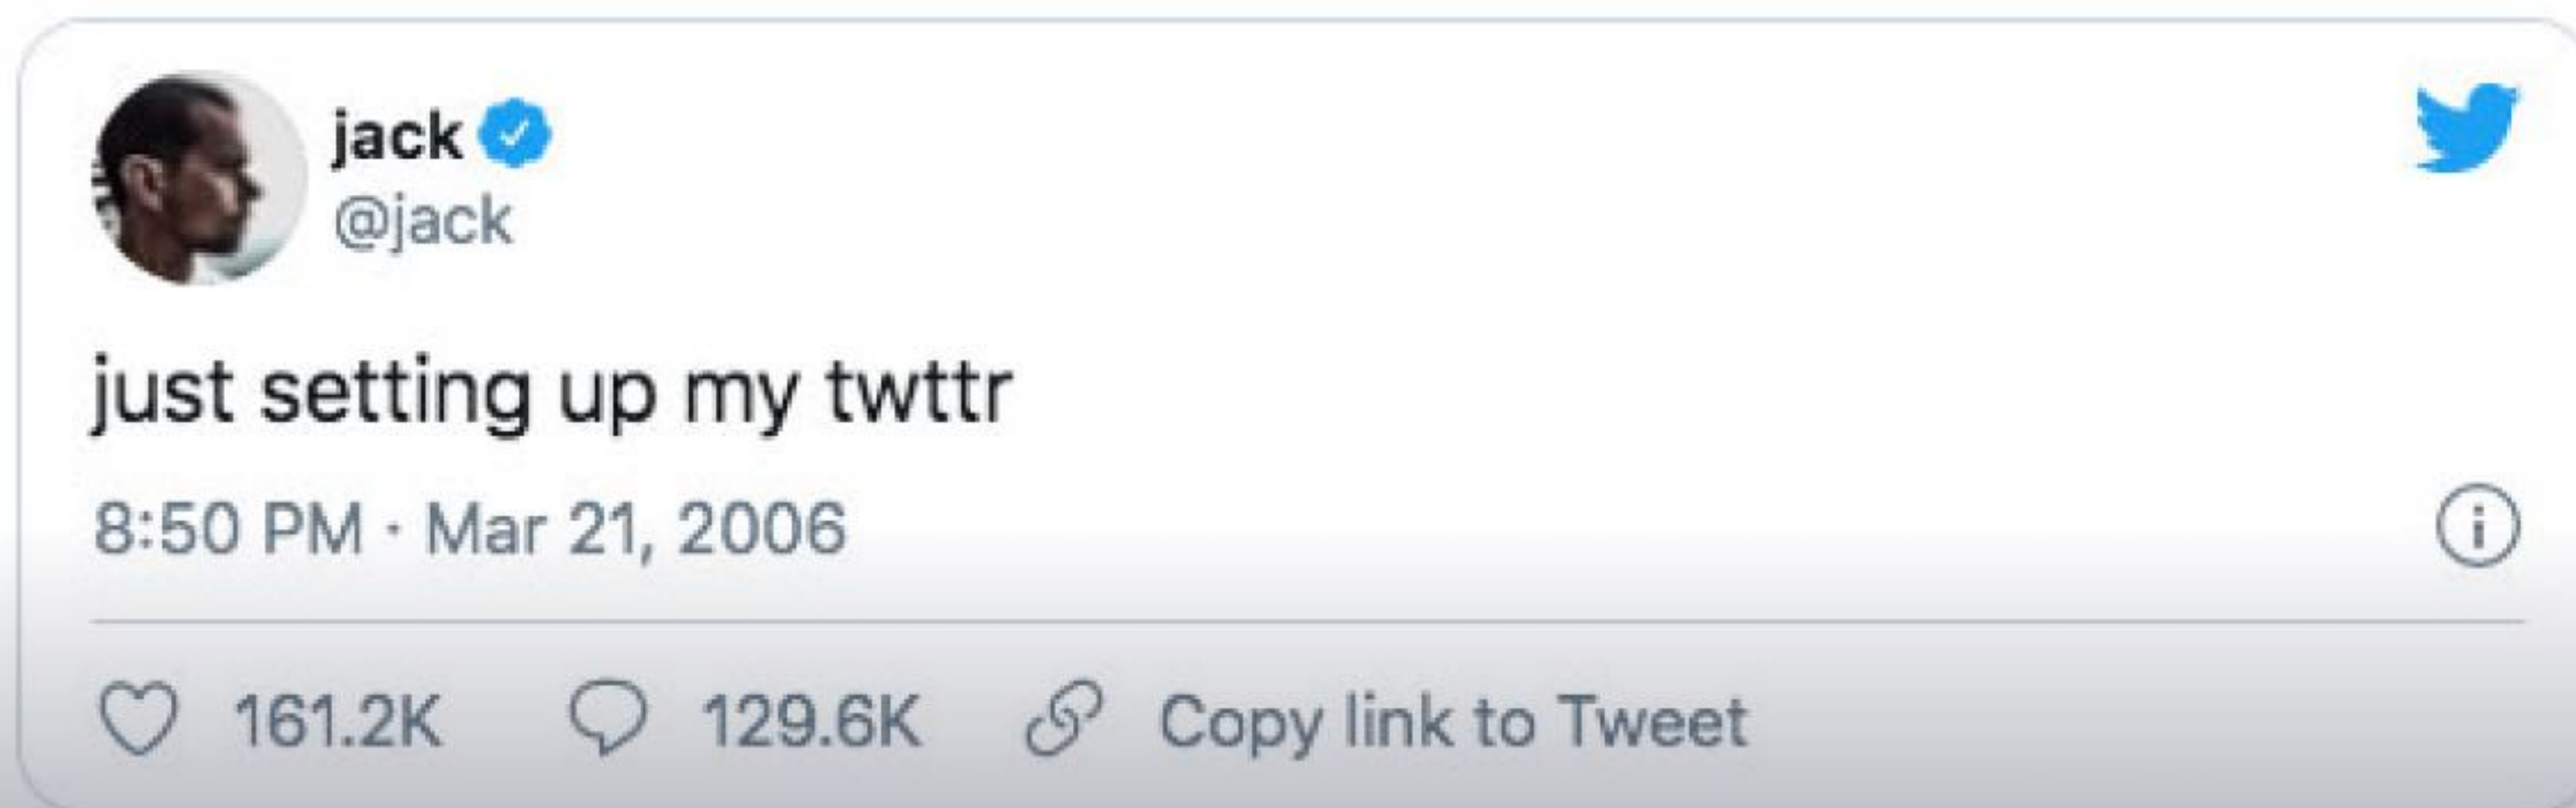 jack
@jack
just setting up my twttr
8:50 PM · Mar 21, 2006
161.2K 129.6K Copy link to Tweet